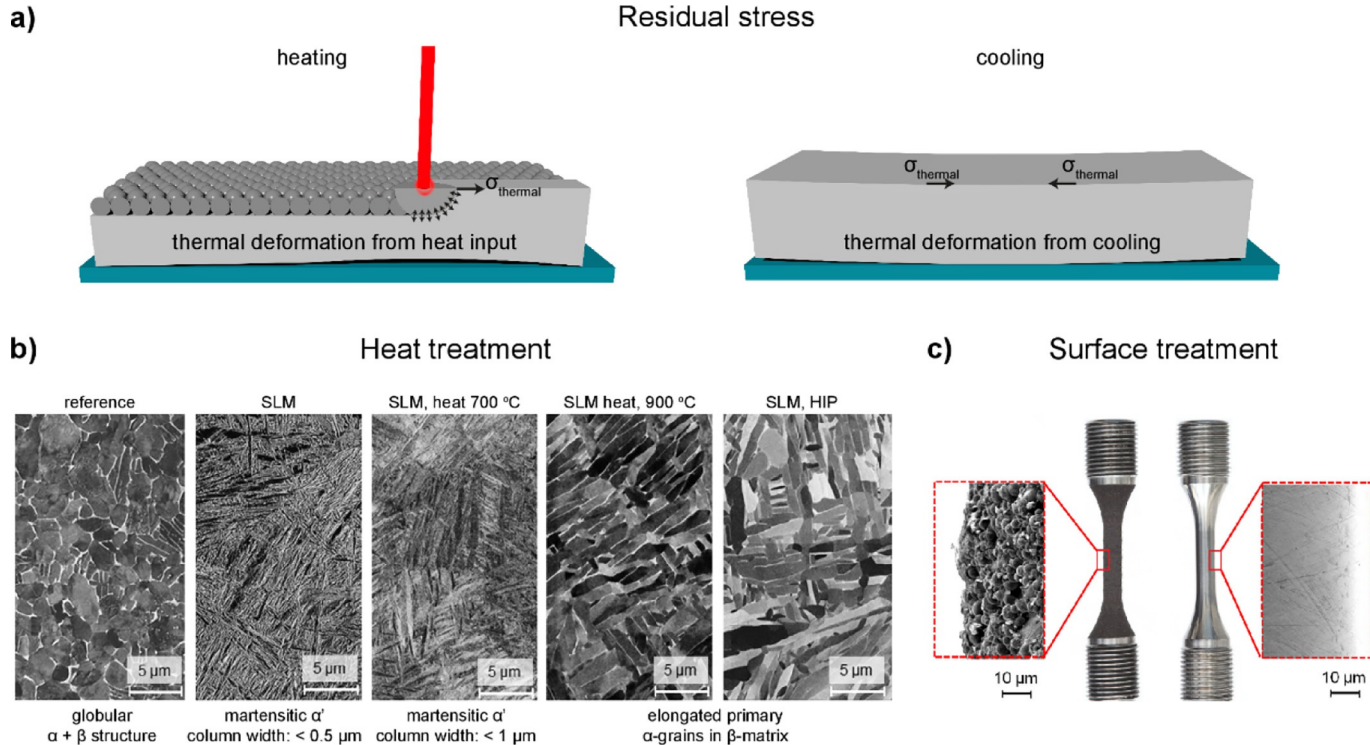 a)
Residual stress
heating
cooling
σthermal
σthermal
σthermal
thermal deformation from heat input
thermal deformation from cooling
b)
Heat treatment
c)
Surface treatment
reference
SLM
SLM, heat 700 °C
SLM heat, 900 °C
SLM, HIP
5 µm
5 µm
5 µm
5 µm
5 µm
10 µm
10 µm
globular
α + β structure
martensitic α'
column width: < 0.5 µm
martensitic α'
column width: < 1 µm
elongated primary
α-grains in β-matrix